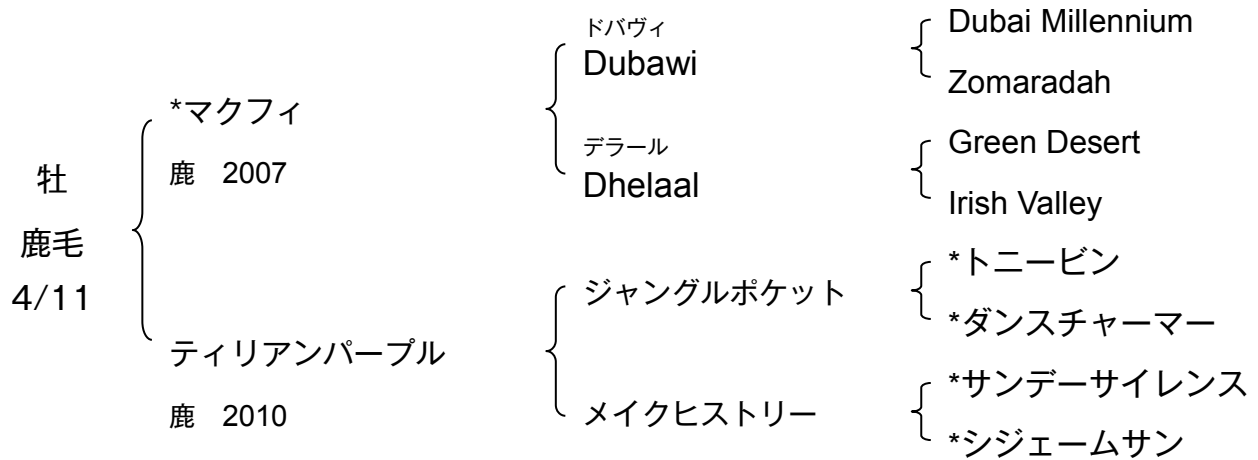 牡
鹿毛
4/11
*マクフィ
鹿 2007
ティリアンパープル
鹿 2010
ドバヴィ
Dubawi
デラール
Dhelaal
ジャングルポケット
メイクヒストリー
Dubai Millennium
Zomaradah
Green Desert
Irish Valley
*トニービン
*ダンスチャーマー
*サンデーサイレンス
*シジェームサン